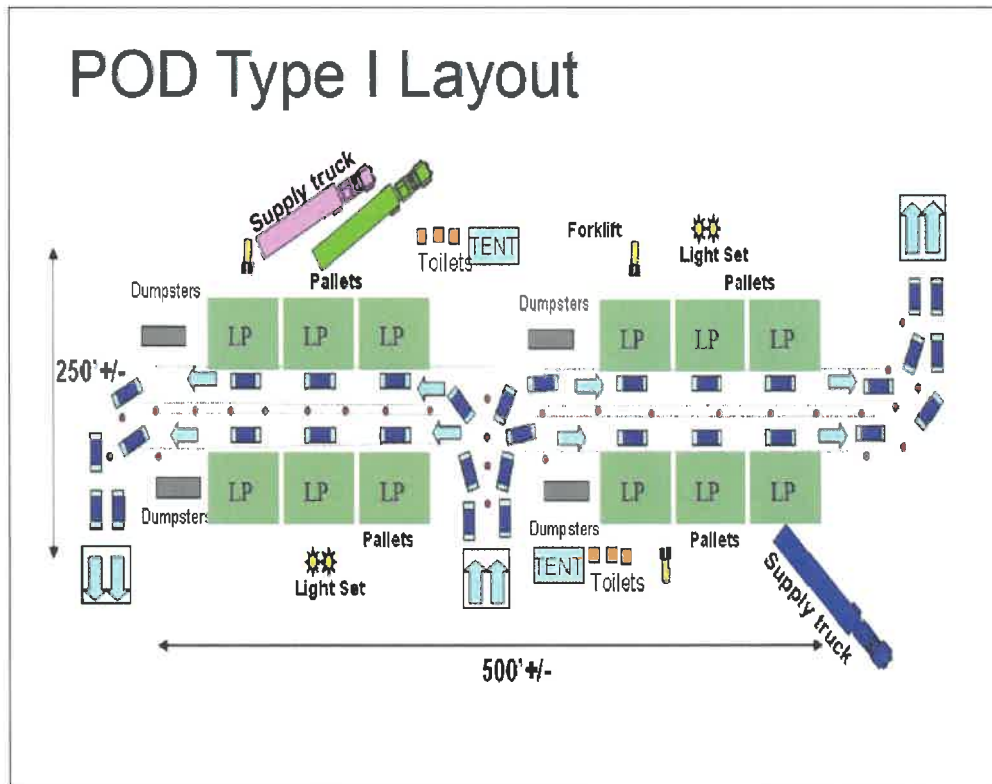 POD Type I Layout
Supply truck
Toilets
TENT
Forklift
Light Set
Pallets
Pallets
Dumpsters
Dumpsters
LP LP LP LP LP LP
250'+/-
LP LP LP LP LP LP
Dumpsters
Dumpsters
Pallets
Pallets
Light Set
TENT
Toilets
Supply truck
500'+/-